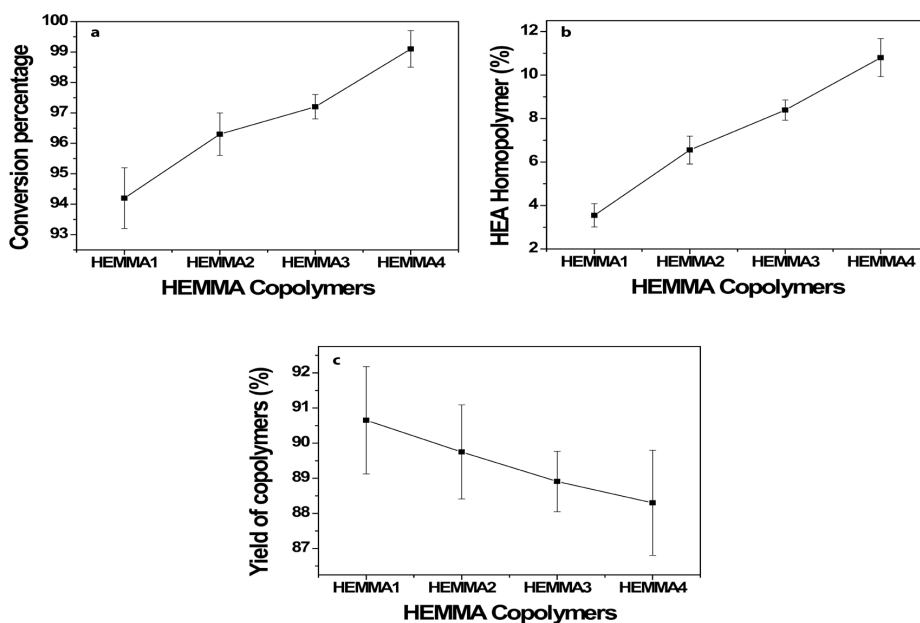 a
Conversion percentage
100
99
98
97
96
95
94
93
HEMMA1 HEMMA2 HEMMA3 HEMMA4
HEMMA Copolymers
b
HEA Homopolymer (%)
12
10
8
6
4
2
HEMMA1 HEMMA2 HEMMA3 HEMMA4
HEMMA Copolymers
c
Yield of copolymers (%)
92
91
90
89
88
87
HEMMA1 HEMMA2 HEMMA3 HEMMA4
HEMMA Copolymers